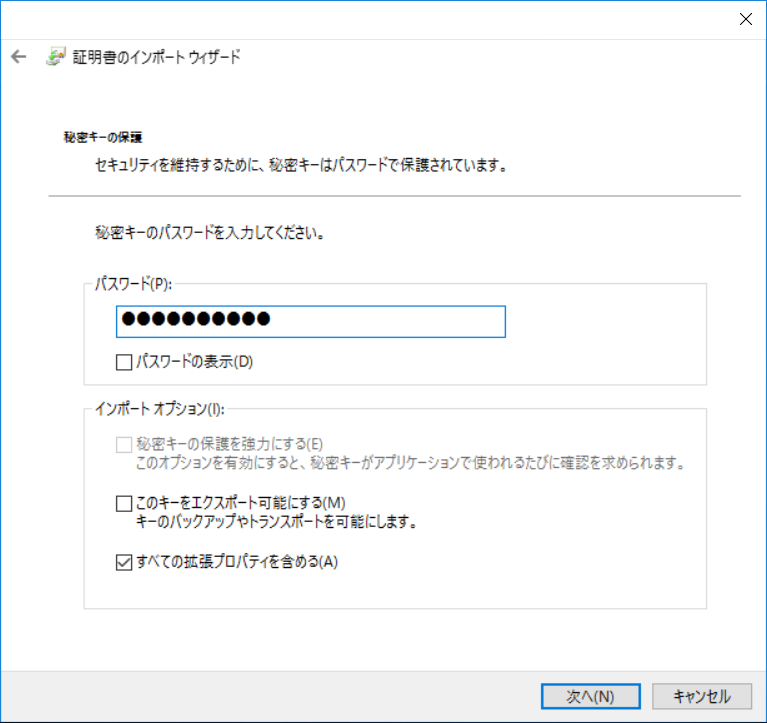 証明書のインポート ウィザード
秘密キーの保護
セキュリティを維持するために、秘密キーはパスワードで保護されています。
秘密キーのパスワードを入力してください。
パスワード(P):
●●●●●●●●●●
パスワードの表示(D)
インポート オプション(I):
秘密キーの保護を強力にする(E)
このオプションを有効にすると、秘密キーがアプリケーションで使われるたびに確認を求められます。
このキーをエクスポート可能にする(M)
キーのバックアップやトランスポートを可能にします。
すべての拡張プロパティを含める(A)
次へ(N)
キャンセル